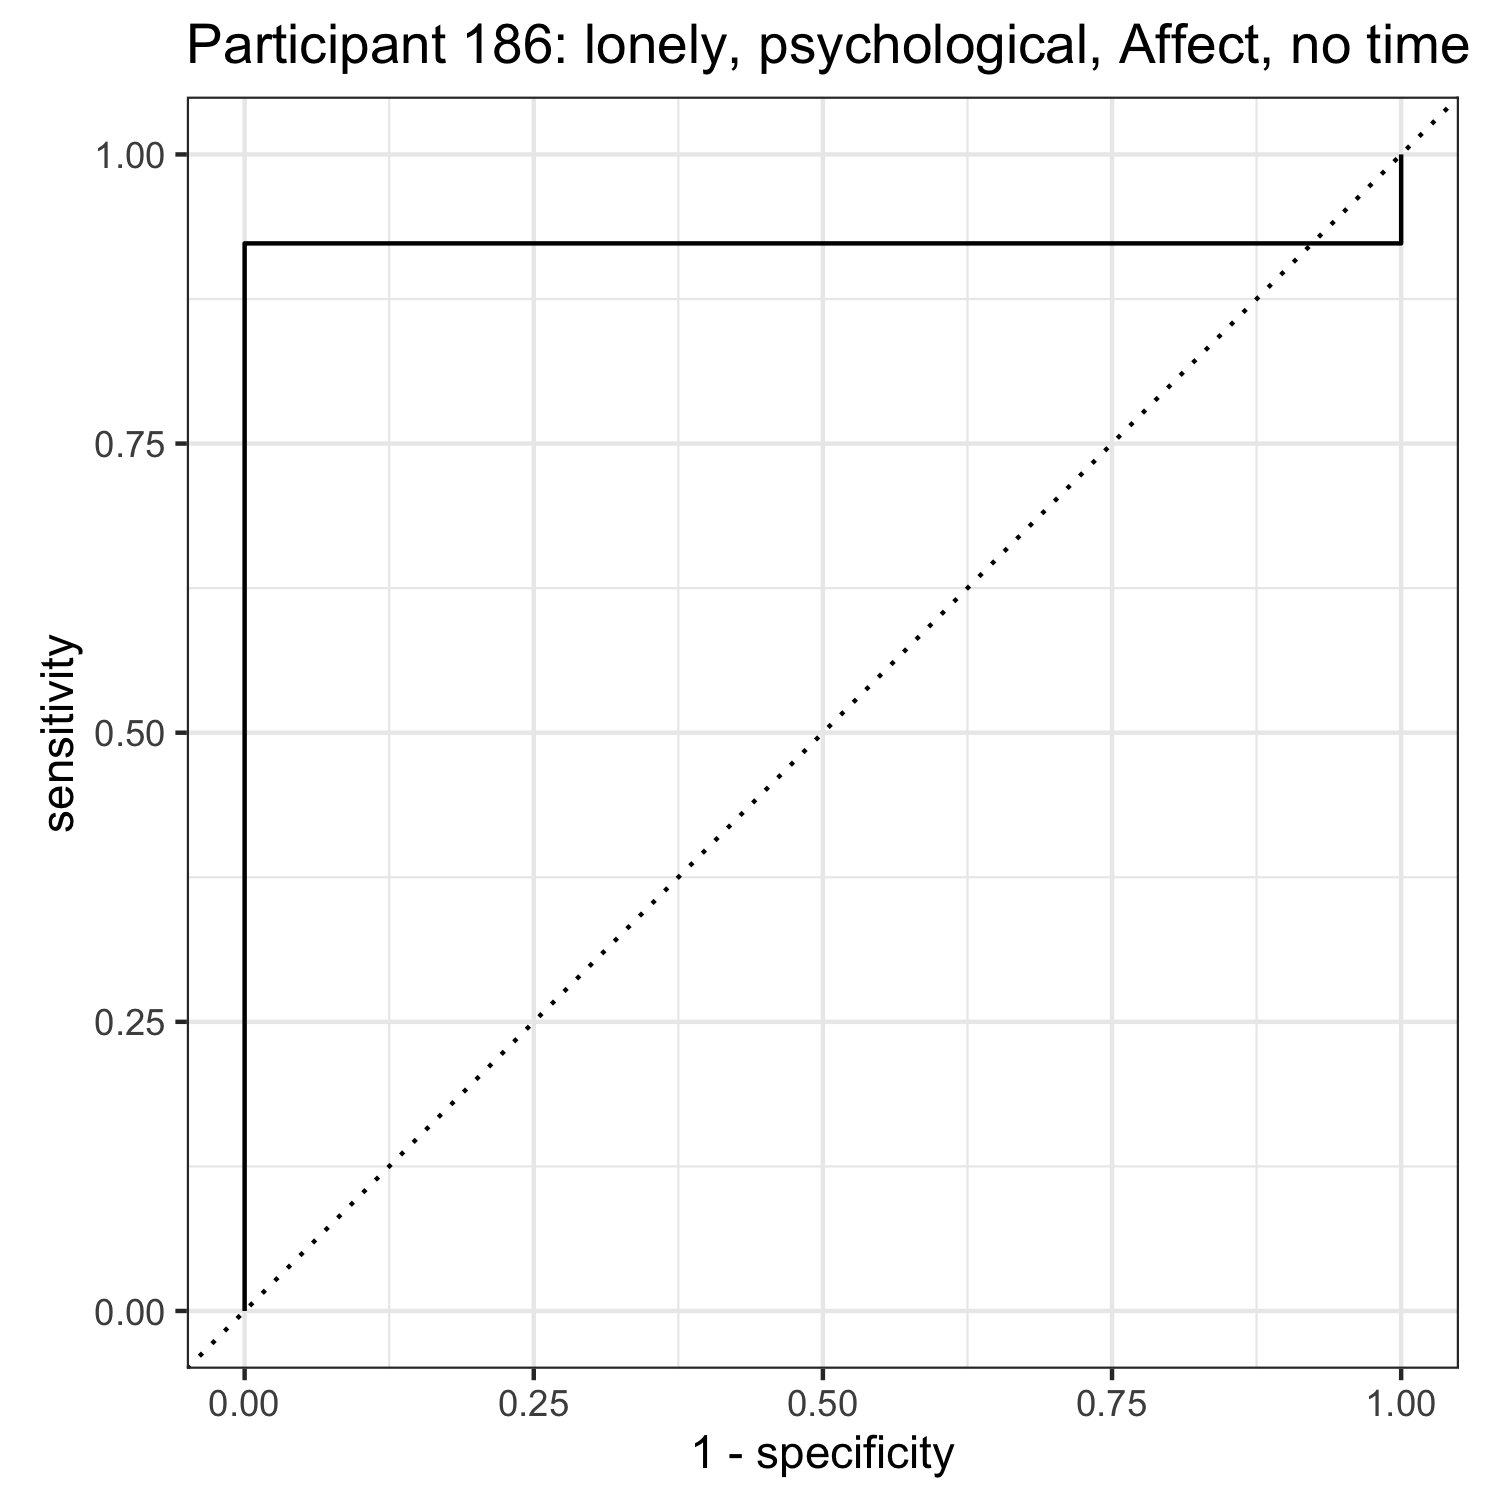 Participant 186: lonely, psychological, Affect, no time
1.00
0.75
0.50
0.25
0.00
sensitivity
0.00 0.25 0.50 0.75 1.00
1 - specificity